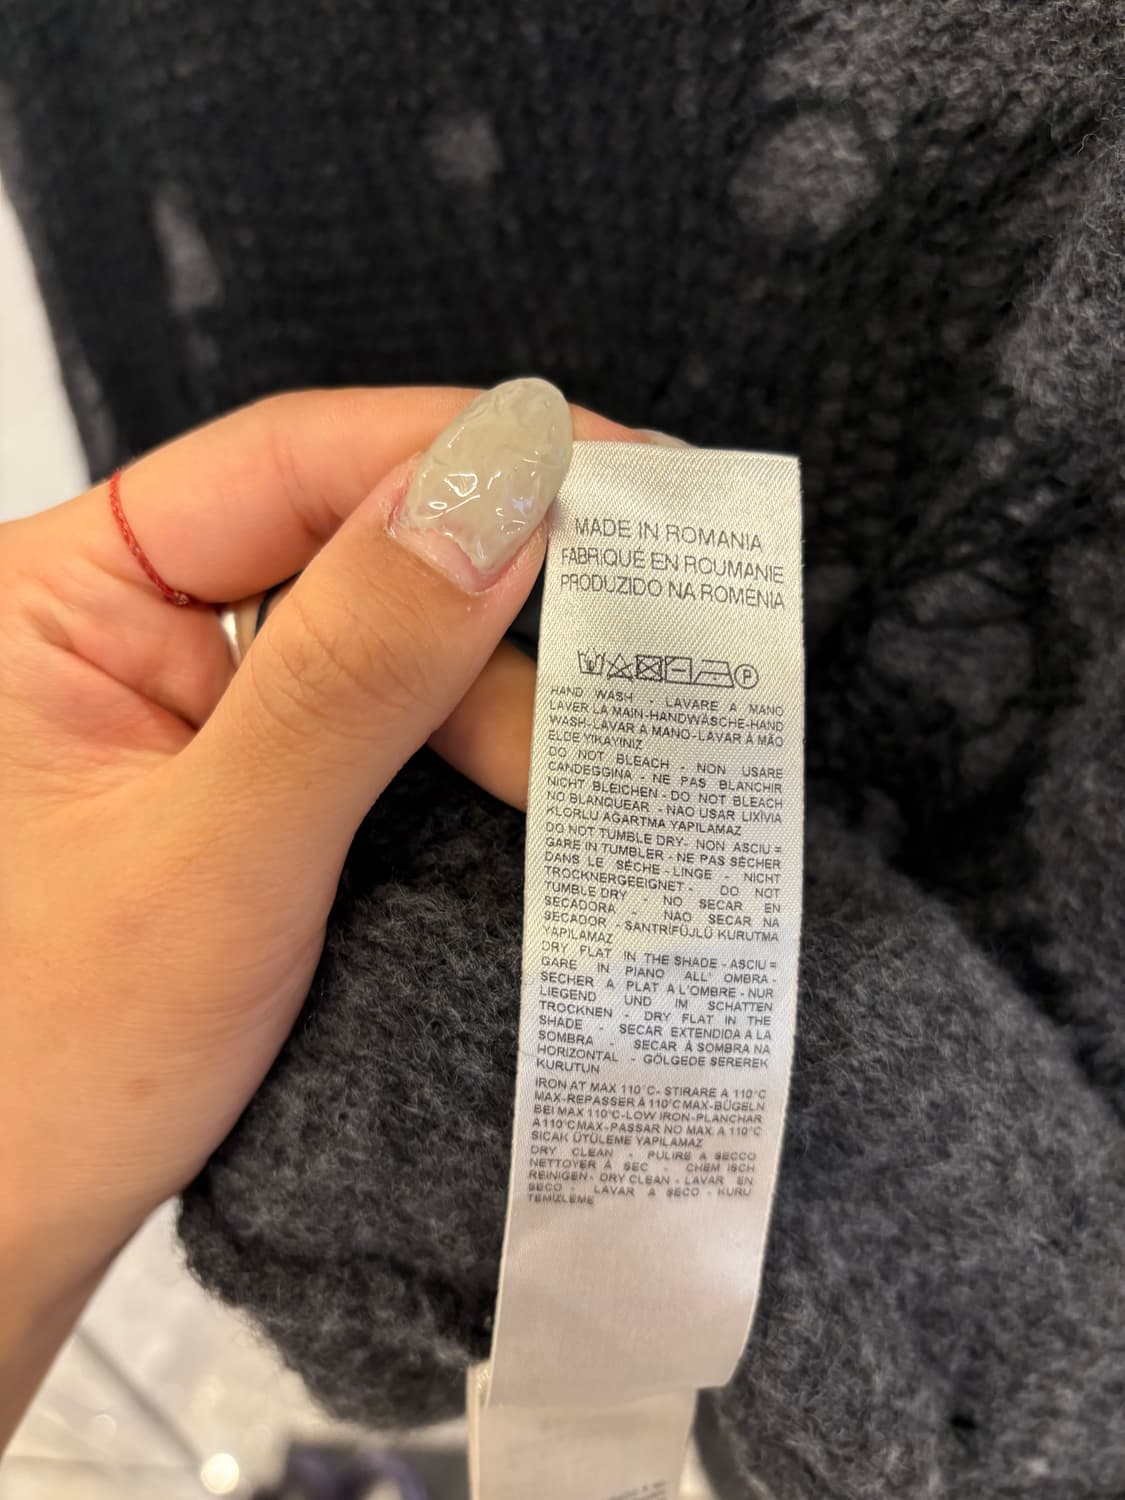 MADE IN ROMANIA
FABRIQUÉ EN ROUMANIE
PRODUZIDO NA ROMENIA
P
HAND WASH - LAVARE A MANO
LAVER LA MAIN-HANDWÄSCHE-HAND
WASH-LAVAR A MANO-LAVAR À MÃO
ELDE YIKAYINIZ
DO NOT BLEACH - NON USARE
CANDEGGINA - NE PAS BLANCHIR
NICHT BLEICHEN - DO NOT BLEACH
NO BLANQUEAR - NAO USAR LIXÍVIA
KLORLU AĞARTMA YAPILAMAZ
DO NOT TUMBLE DRY- NON ASCIU=
GARE IN TUMBLER - NE PAS SÉCHER
DANS LE SÈCHE - LINGE - NICHT
TROCKNERGEEIGNET - DO NOT
TUMBLE DRY - NO SECAR EN
SECADORA - NAO SECAR NA
SECADOR - SANTRİFÜJLÜ KURUTMA
YAPILAMAZ
DRY FLAT IN THE SHADE - ASCIU=
GARE IN PIANO ALL' OMBRA -
SÉCHER À PLAT A L'OMBRE - NUR
LIEGEND UND IM SCHATTEN
TROCKNEN - DRY FLAT IN THE
SHADE - SECAR EXTENDIDA A LA
SOMBRA - SECAR À SOMBRA NA
HORIZONTAL - GÖLGEDE SEREREK
KURUTUN
IRON AT MAX 110°C- STIRARE A 110°C
MAX-REPASSER À 110°C MAX-BÜGELN
BEI MAX 110°C-LOW IRON-PLANCHAR
A 110°C MAX-PASSAR NO MAX. A 110°C
SICAK ÜTÜLEME YAPILAMAZ
DRY CLEAN - PULIRE A SECCO
NETTOYER À SEC - CHEM ISCH
REINIGEN - DRY CLEAN - LAVAR EN
SECO - LAVAR A SECO - KURU
TEMİZLEME